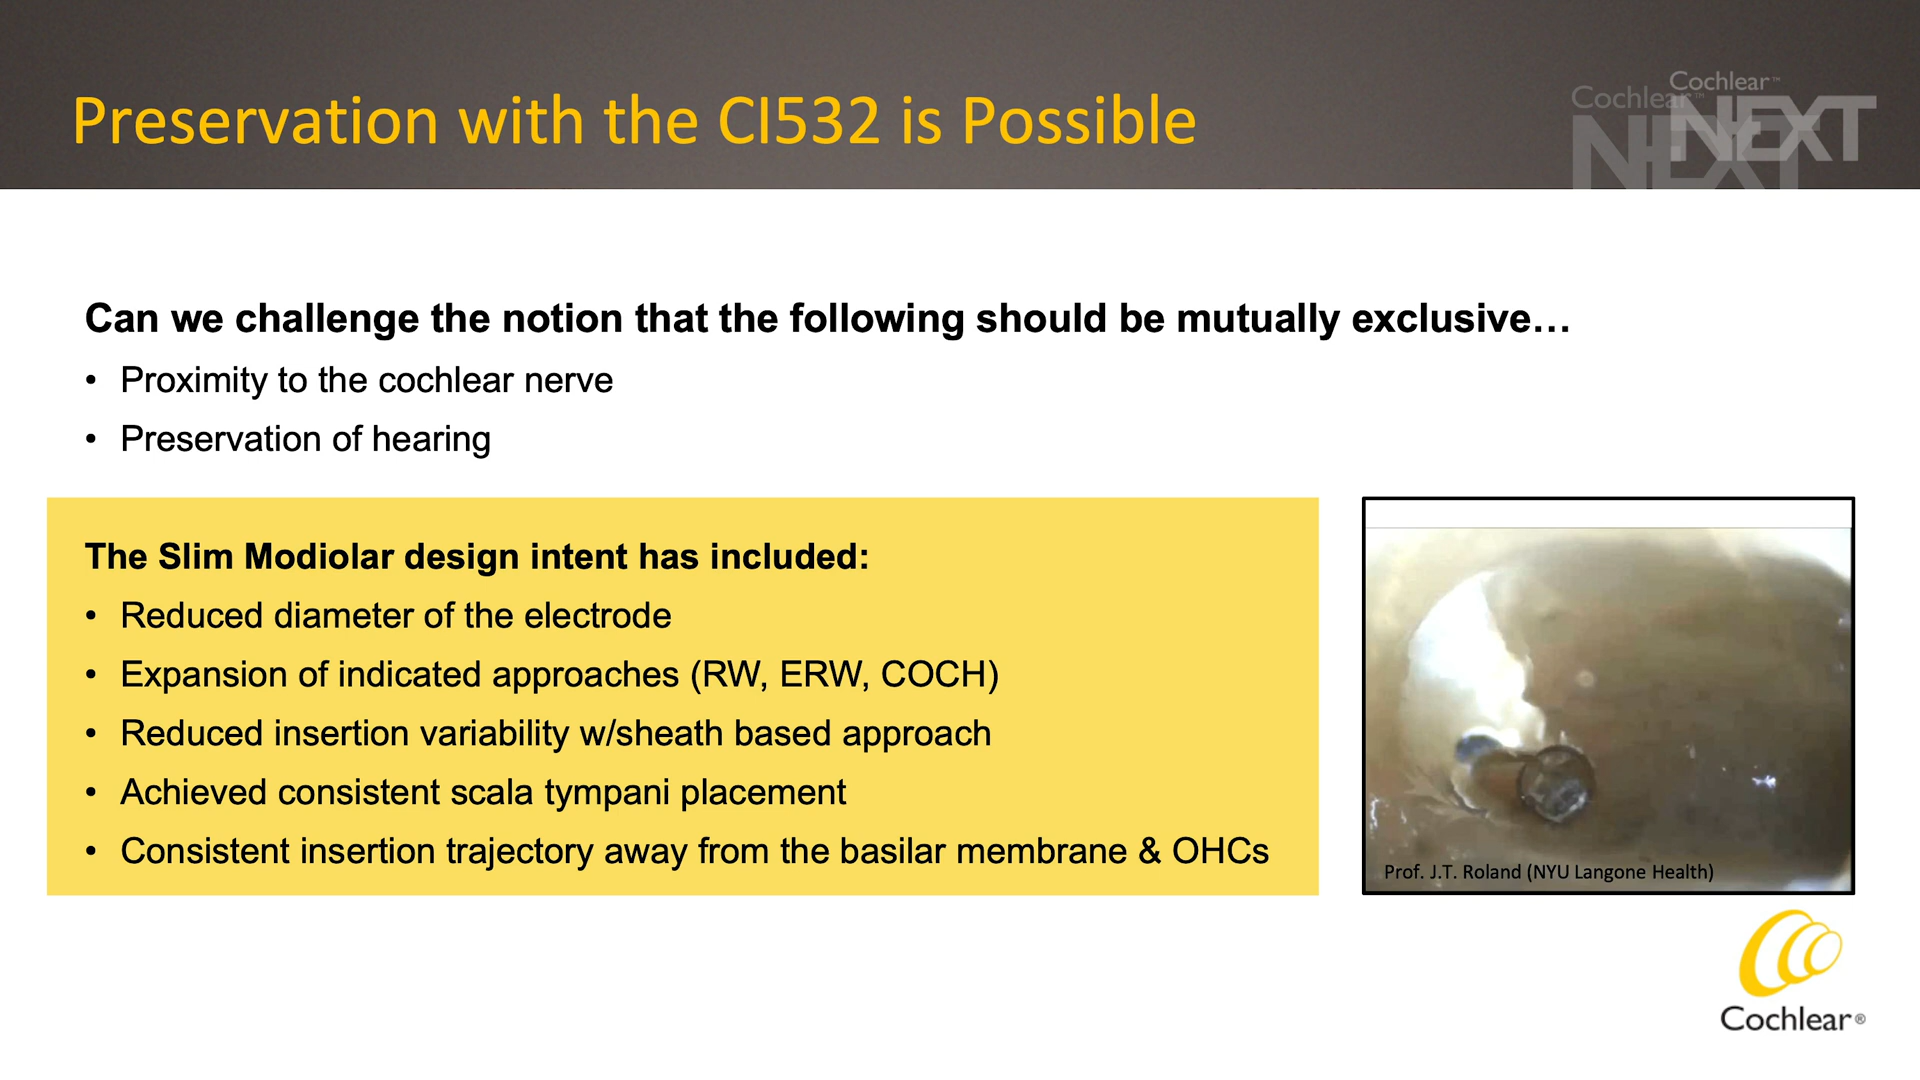 Preservation with the CI532 is Possible
Cochlear™
NEXT
Cochlear™
NEXT
Can we challenge the notion that the following should be mutually exclusive…
• Proximity to the cochlear nerve
• Preservation of hearing
The Slim Modiolar design intent has included:
• Reduced diameter of the electrode
• Expansion of indicated approaches (RW, ERW, COCH)
• Reduced insertion variability w/sheath based approach
• Achieved consistent scala tympani placement
• Consistent insertion trajectory away from the basilar membrane & OHCs
Prof. J.T. Roland (NYU Langone Health)
Cochlear®